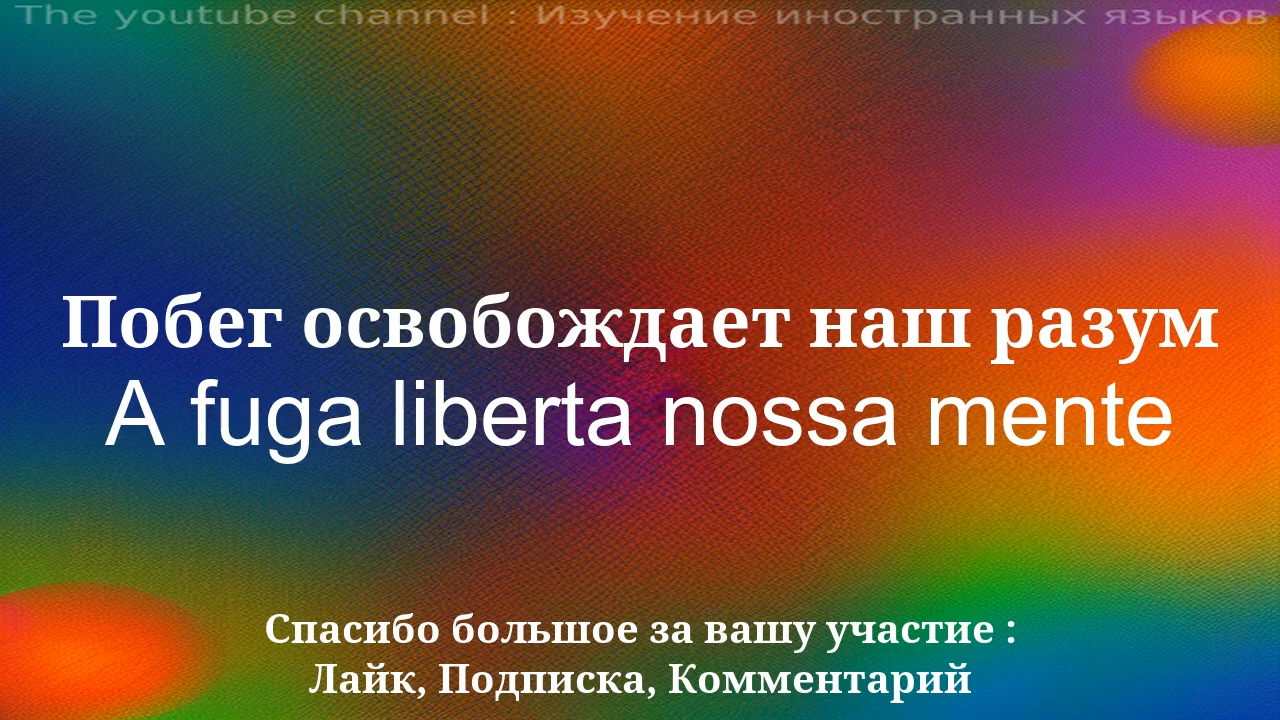 The youtube channel : Изучение иностранных языков
Побег освобождает наш разум
A fuga liberta nossa mente
Спасибо большое за вашу участие :
Лайк, Подписка, Комментарий